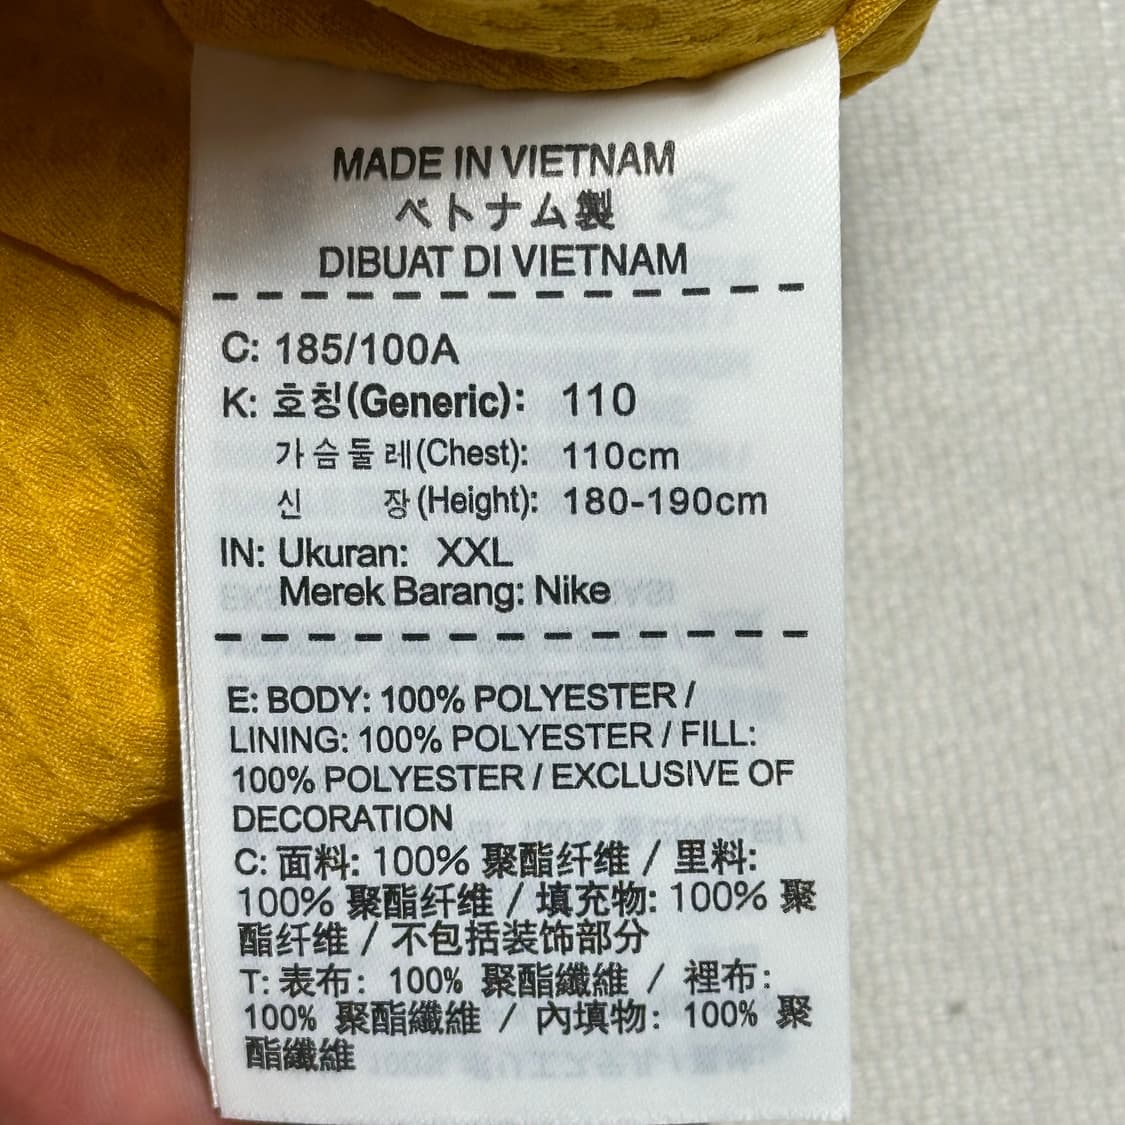 MADE IN VIETNAM
ベトナム製
DIBUAT DI VIETNAM
C: 185/100A
K: 호칭(Generic): 110
가슴둘레(Chest): 110cm
신 장(Height): 180-190cm
IN: Ukuran: XXL
Merek Barang: Nike
E: BODY: 100% POLYESTER /
LINING: 100% POLYESTER / FILL:
100% POLYESTER / EXCLUSIVE OF
DECORATION
C: 面料: 100% 聚酯纤维 / 里料:
100% 聚酯纤维 / 填充物: 100% 聚
酯纤维 / 不包括装饰部分
T: 表布: 100% 聚酯纖維 / 裡布:
100% 聚酯纖維 / 內填物: 100% 聚
酯纖維